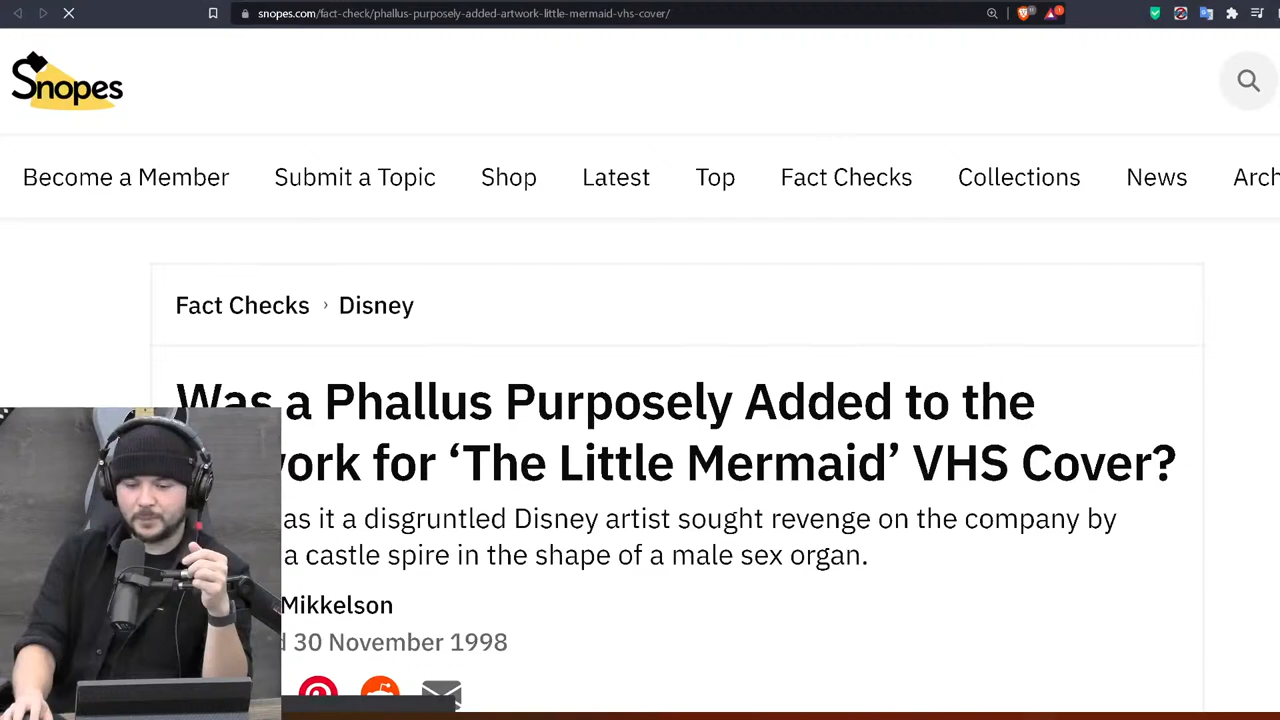 snopes.com/fact-check/phallus-purposely-added-artwork-little-mermaid-vhs-cover/
Snopes
Become a Member Submit a Topic Shop Latest Top Fact Checks Collections News Arch
Fact Checks › Disney
Was a Phallus Purposely Added to the
work for ‘The Little Mermaid’ VHS Cover?
as it a disgruntled Disney artist sought revenge on the company by
a castle spire in the shape of a male sex organ.
Mikkelson
d 30 November 1998